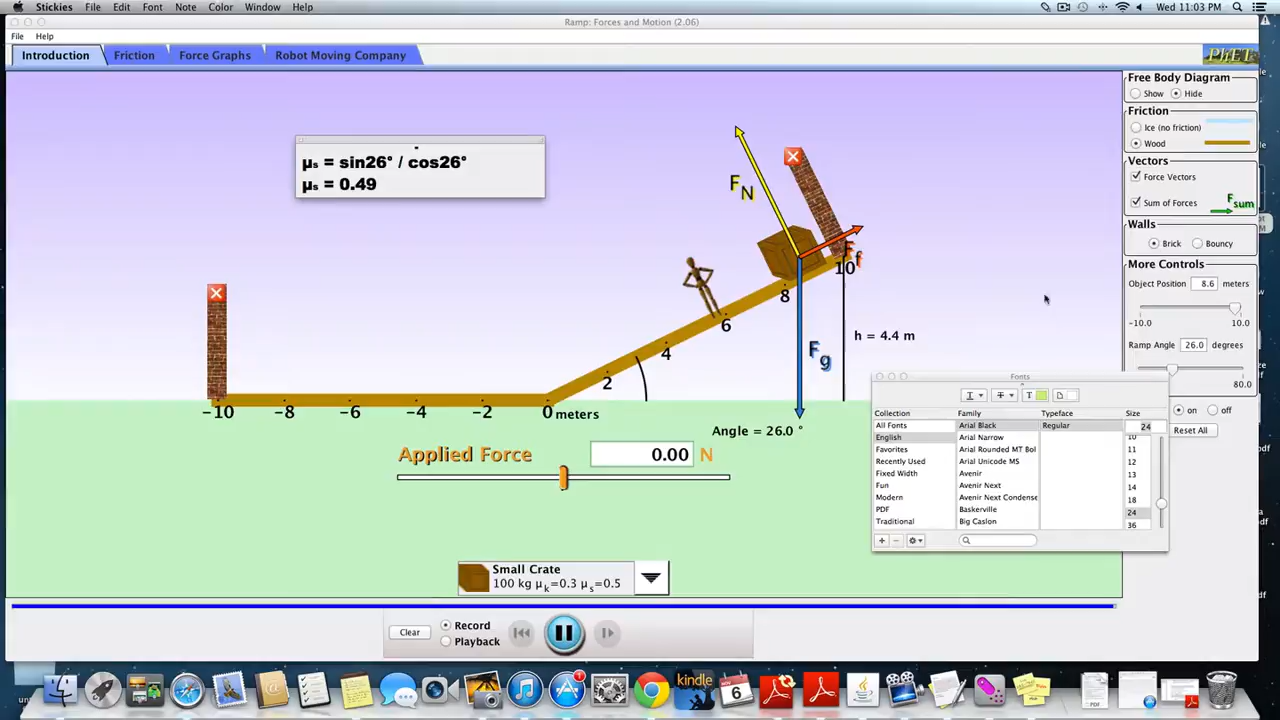 Stickies File Edit Font Note Color Window Help
Wed 11:03 PM
Ramp: Forces and Motion (2.06)
File Help
Introduction Friction Force Graphs Robot Moving Company
PhET
μs = sin26° / cos26°
μs = 0.49
FN
Ff
Fg
10
8
6
4
2
h = 4.4 m
-10 -8 -6 -4 -2 0 meters
Angle = 26.0 °
Applied Force 0.00 N
Small Crate
100 kg μk=0.3 μs=0.5
Clear
Record
Playback
Free Body Diagram
Show Hide
Friction
Ice (no friction)
Wood
Vectors
Force Vectors
Sum of Forces
Fsum
Walls
Brick Bouncy
More Controls
Object Position 8.6 meters
-10.0 10.0
Ramp Angle 26.0 degrees
80.0
on off
Reset All
Fonts
Collection Family Typeface Size
All Fonts Arial Black Regular 24
English Arial Narrow 10
Favorites Arial Rounded MT Bol 11
Recently Used Arial Unicode MS 12
Fixed Width Avenir 13
Fun Avenir Next 14
Modern Avenir Next Condense 18
PDF Baskerville 24
Traditional Big Caslon 36
kindle
6
PDF